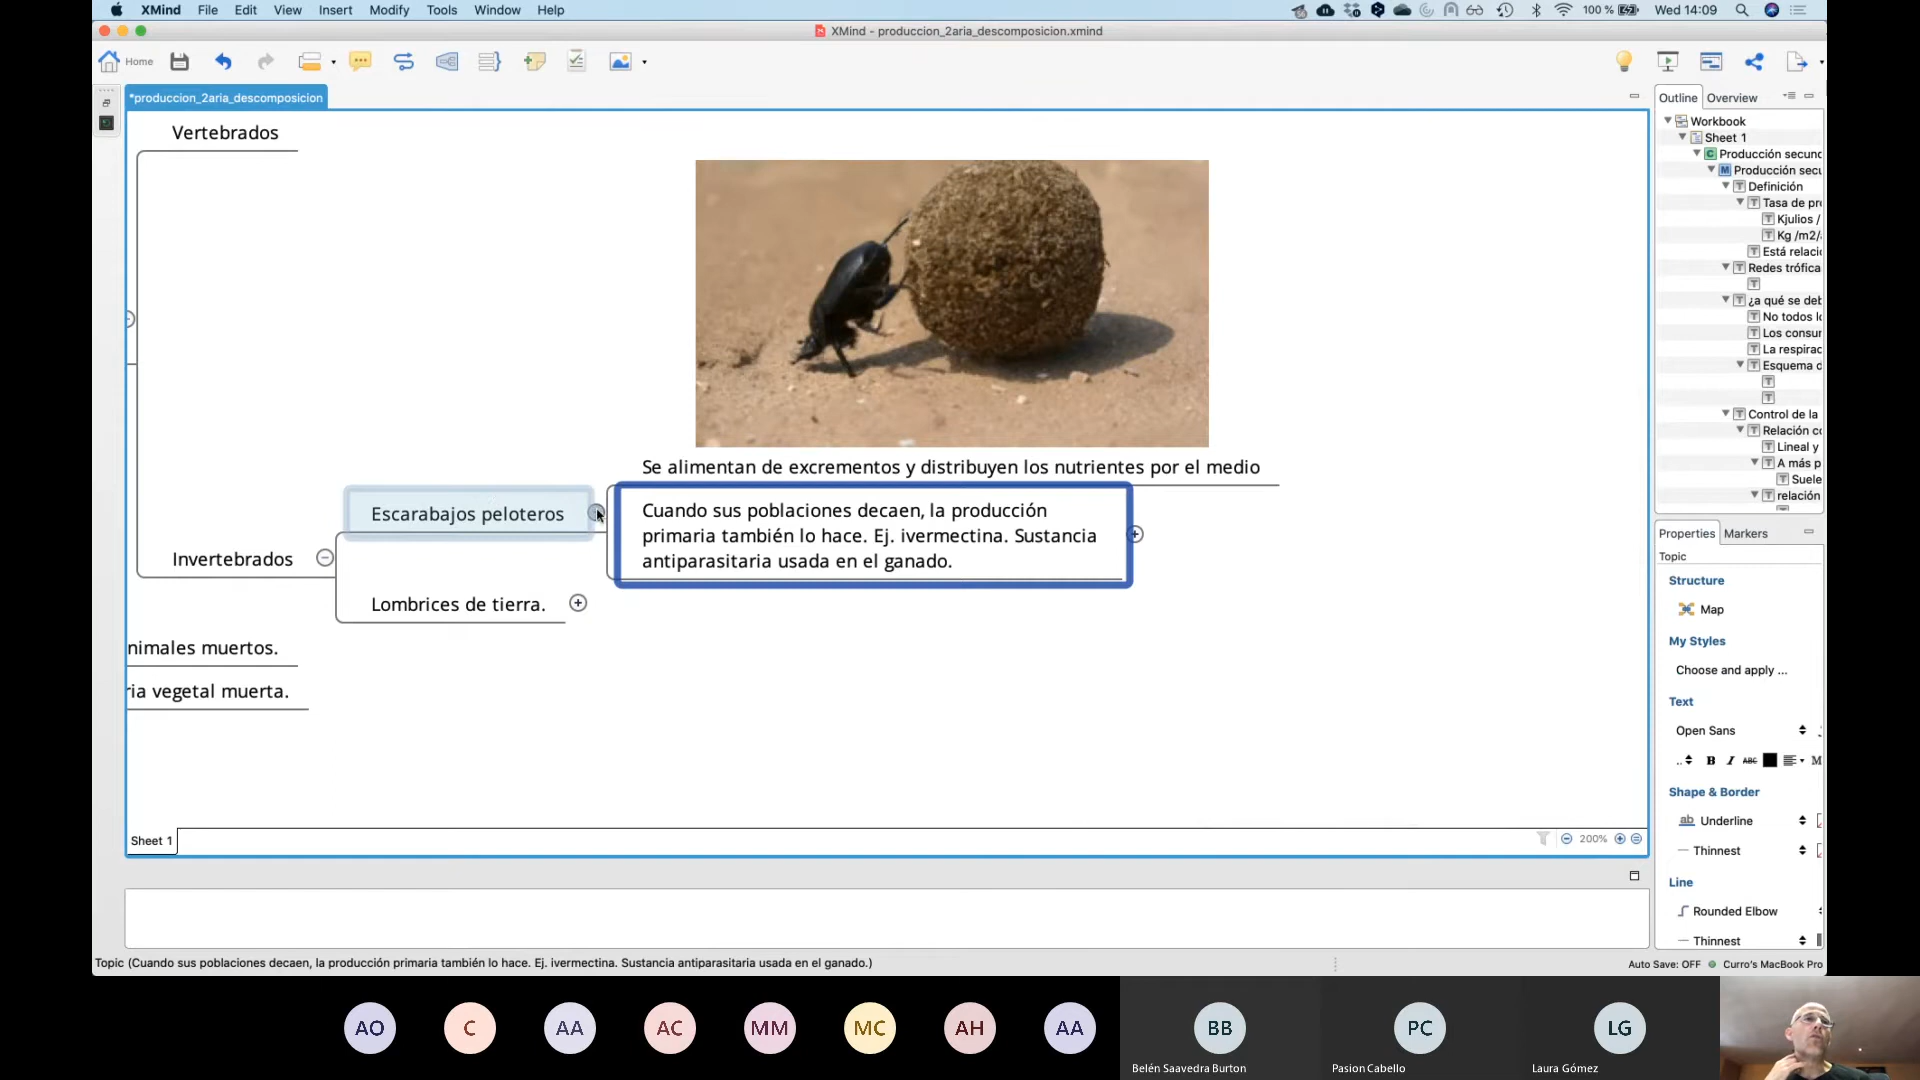 XMind File Edit View Insert Modify Tools Window Help
100 % Wed 14:09
XMind - produccion_2aria_descomposicion.xmind
Home
*produccion_2aria_descomposicion
Vertebrados
Se alimentan de excrementos y distribuyen los nutrientes por el medio
Escarabajos peloteros
Cuando sus poblaciones decaen, la producción
primaria también lo hace. Ej. ivermectina. Sustancia
antiparasitaria usada en el ganado.
Invertebrados
Lombrices de tierra.
nimales muertos.
ria vegetal muerta.
Sheet 1
200%
Topic (Cuando sus poblaciones decaen, la producción primaria también lo hace. Ej. ivermectina. Sustancia antiparasitaria usada en el ganado.)
Outline Overview
Workbook
Sheet 1
C Producción secunc
M Producción secu
T Definición
T Tasa de pr
T Kjulios /
T Kg /m2/
T Está relaci
T Redes trófica
T
T ¿a qué se deb
T No todos l
T Los consur
T La respirac
T Esquema d
T
T
T Control de la
T Relación c
T Lineal y
T A más p
T Suele
T relación
Properties Markers
Topic
Structure
Map
My Styles
Choose and apply ...
Text
Open Sans
.. B I ABC M
Shape & Border
ab Underline
Thinnest
Line
Rounded Elbow
Thinnest
Auto Save: OFF Curro's MacBook Pro
AO C AA AC MM MC AH AA BB PC LG
Belén Saavedra Burton Pasion Cabello Laura Gómez